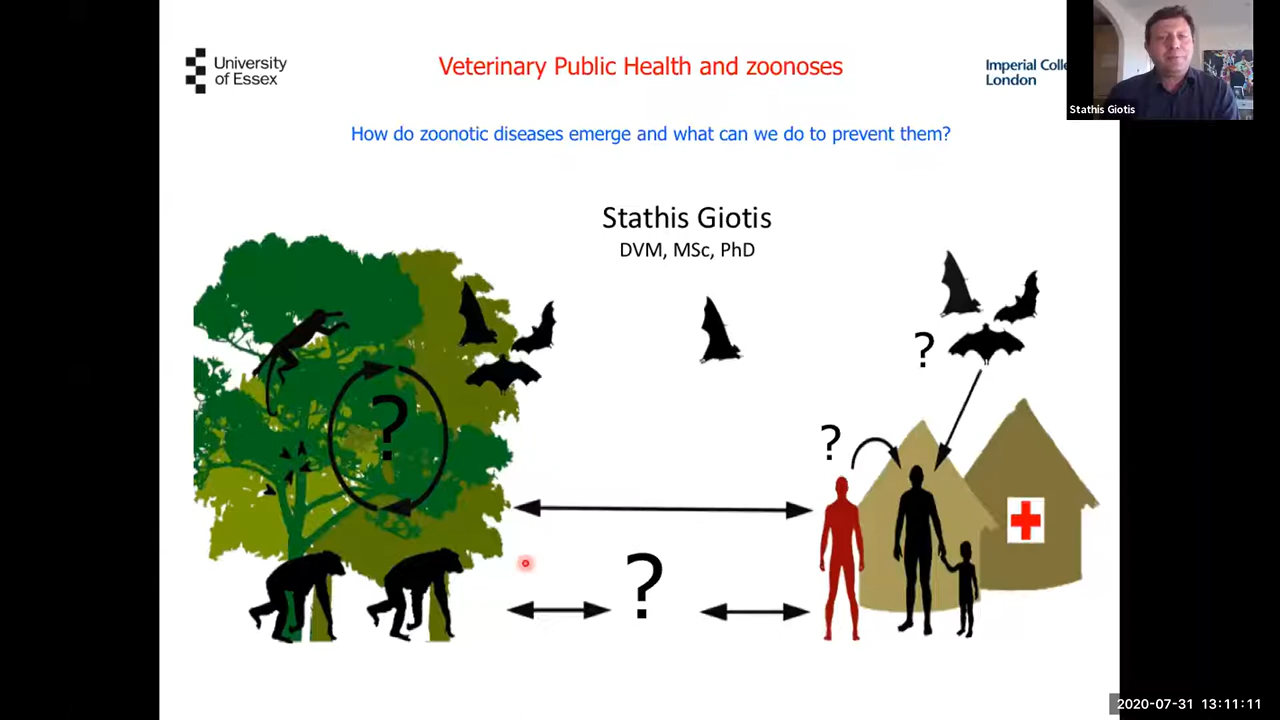 University
of Essex
Veterinary Public Health and zoonoses
Imperial Colle
London
Stathis Giotis
How do zoonotic diseases emerge and what can we do to prevent them?
Stathis Giotis
DVM, MSc, PhD
?
?
?
?
2020-07-31 13:11:11